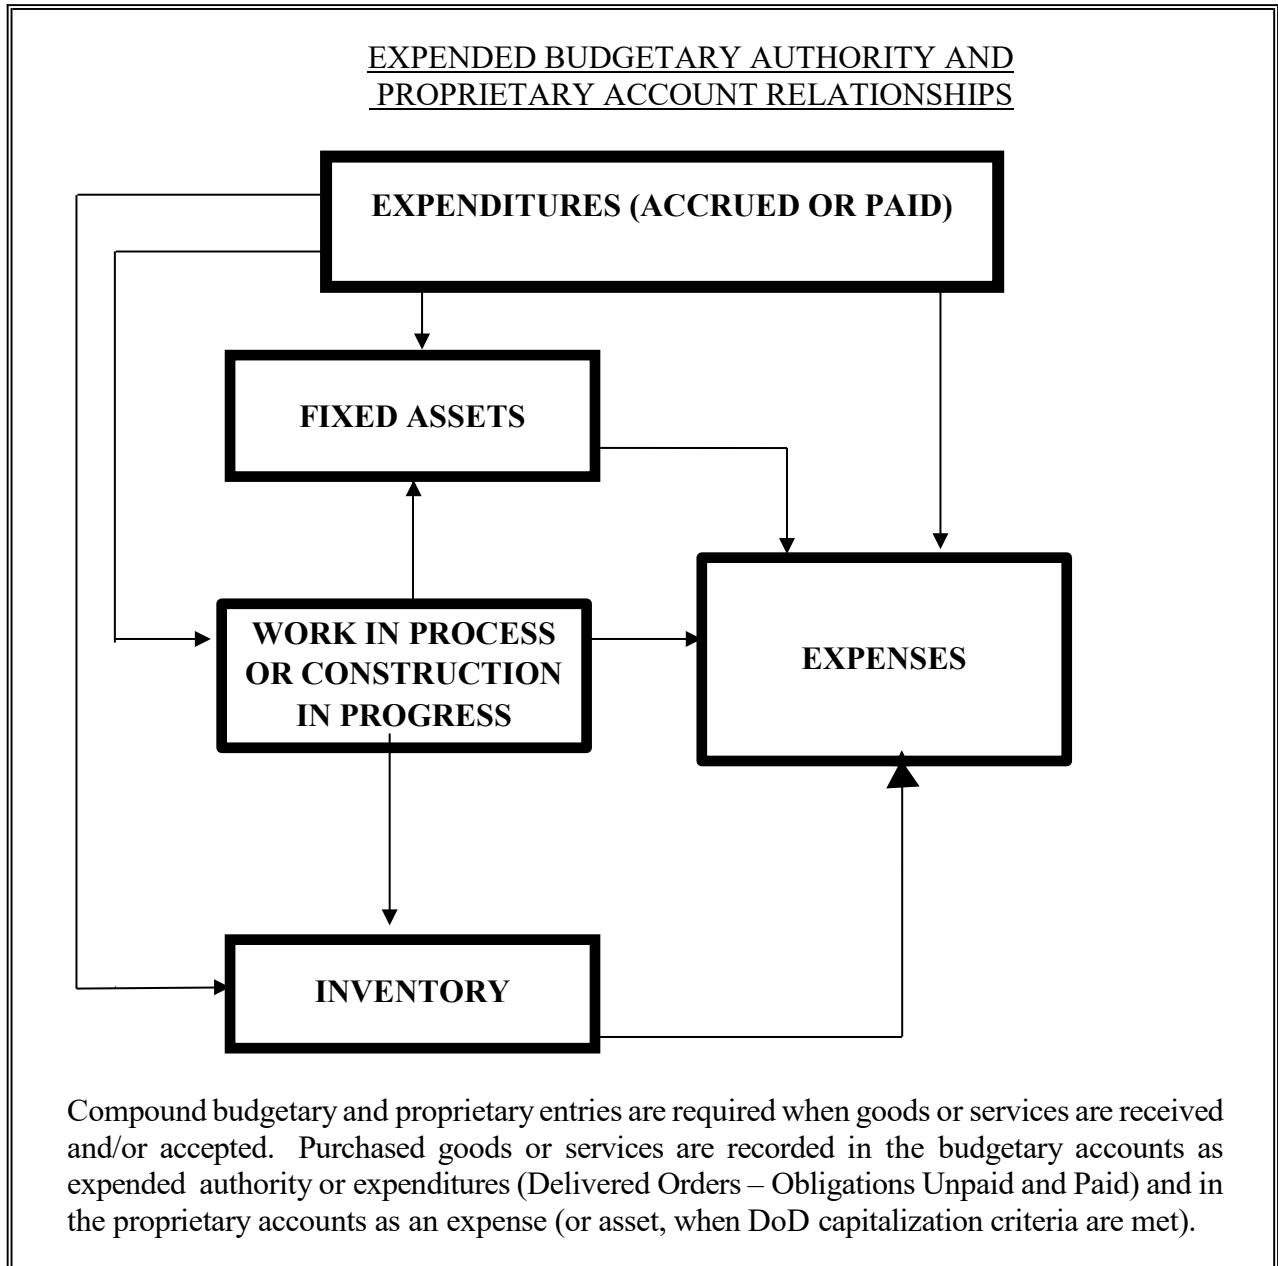 EXPENDED BUDGETARY AUTHORITY AND
PROPRIETARY ACCOUNT RELATIONSHIPS
EXPENDITURES (ACCRUED OR PAID)
FIXED ASSETS
WORK IN PROCESS
OR CONSTRUCTION
IN PROGRESS
EXPENSES
INVENTORY
Compound budgetary and proprietary entries are required when goods or services are received
and/or accepted. Purchased goods or services are recorded in the budgetary accounts as
expended authority or expenditures (Delivered Orders – Obligations Unpaid and Paid) and in
the proprietary accounts as an expense (or asset, when DoD capitalization criteria are met).